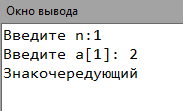 Окно вывода
Введите n:1
Введите a[1]: 2
Знакочередующий